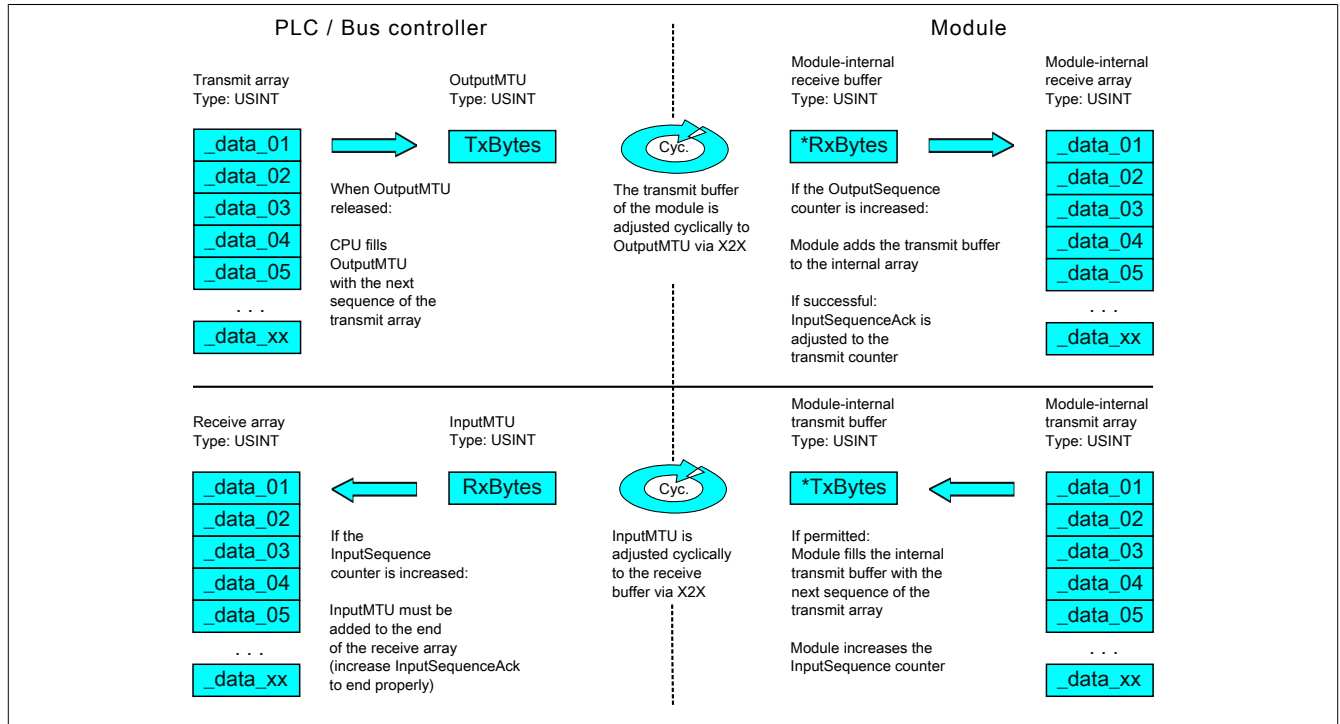 PLC / Bus controller
Module
Transmit array
Type: USINT
OutputMTU
Type: USINT
Module-internal
receive buffer
Type: USINT
Module-internal
receive array
Type: USINT
_data_01
_data_02
_data_03
_data_04
_data_05
. . .
_data_xx
TxBytes
When OutputMTU
released:
CPU fills
OutputMTU
with the next
sequence of the
transmit array
Cyc.
The transmit buffer
of the module is
adjusted cyclically to
OutputMTU via X2X
*RxBytes
If the OutputSequence
counter is increased:
Module adds the transmit buffer
to the internal array
If successful:
InputSequenceAck is
adjusted to the
transmit counter
_data_01
_data_02
_data_03
_data_04
_data_05
. . .
_data_xx
Receive array
Type: USINT
InputMTU
Type: USINT
Module-internal
transmit buffer
Type: USINT
Module-internal
transmit array
Type: USINT
_data_01
_data_02
_data_03
_data_04
_data_05
. . .
_data_xx
RxBytes
If the
InputSequence
counter is increased:
InputMTU must be
added to the end
of the receive array
(increase InputSequenceAck
to end properly)
Cyc.
InputMTU is
adjusted cyclically
to the receive
buffer via X2X
*TxBytes
If permitted:
Module fills the internal
transmit buffer with the
next sequence of the
transmit array
Module increases the
InputSequence counter
_data_01
_data_02
_data_03
_data_04
_data_05
. . .
_data_xx